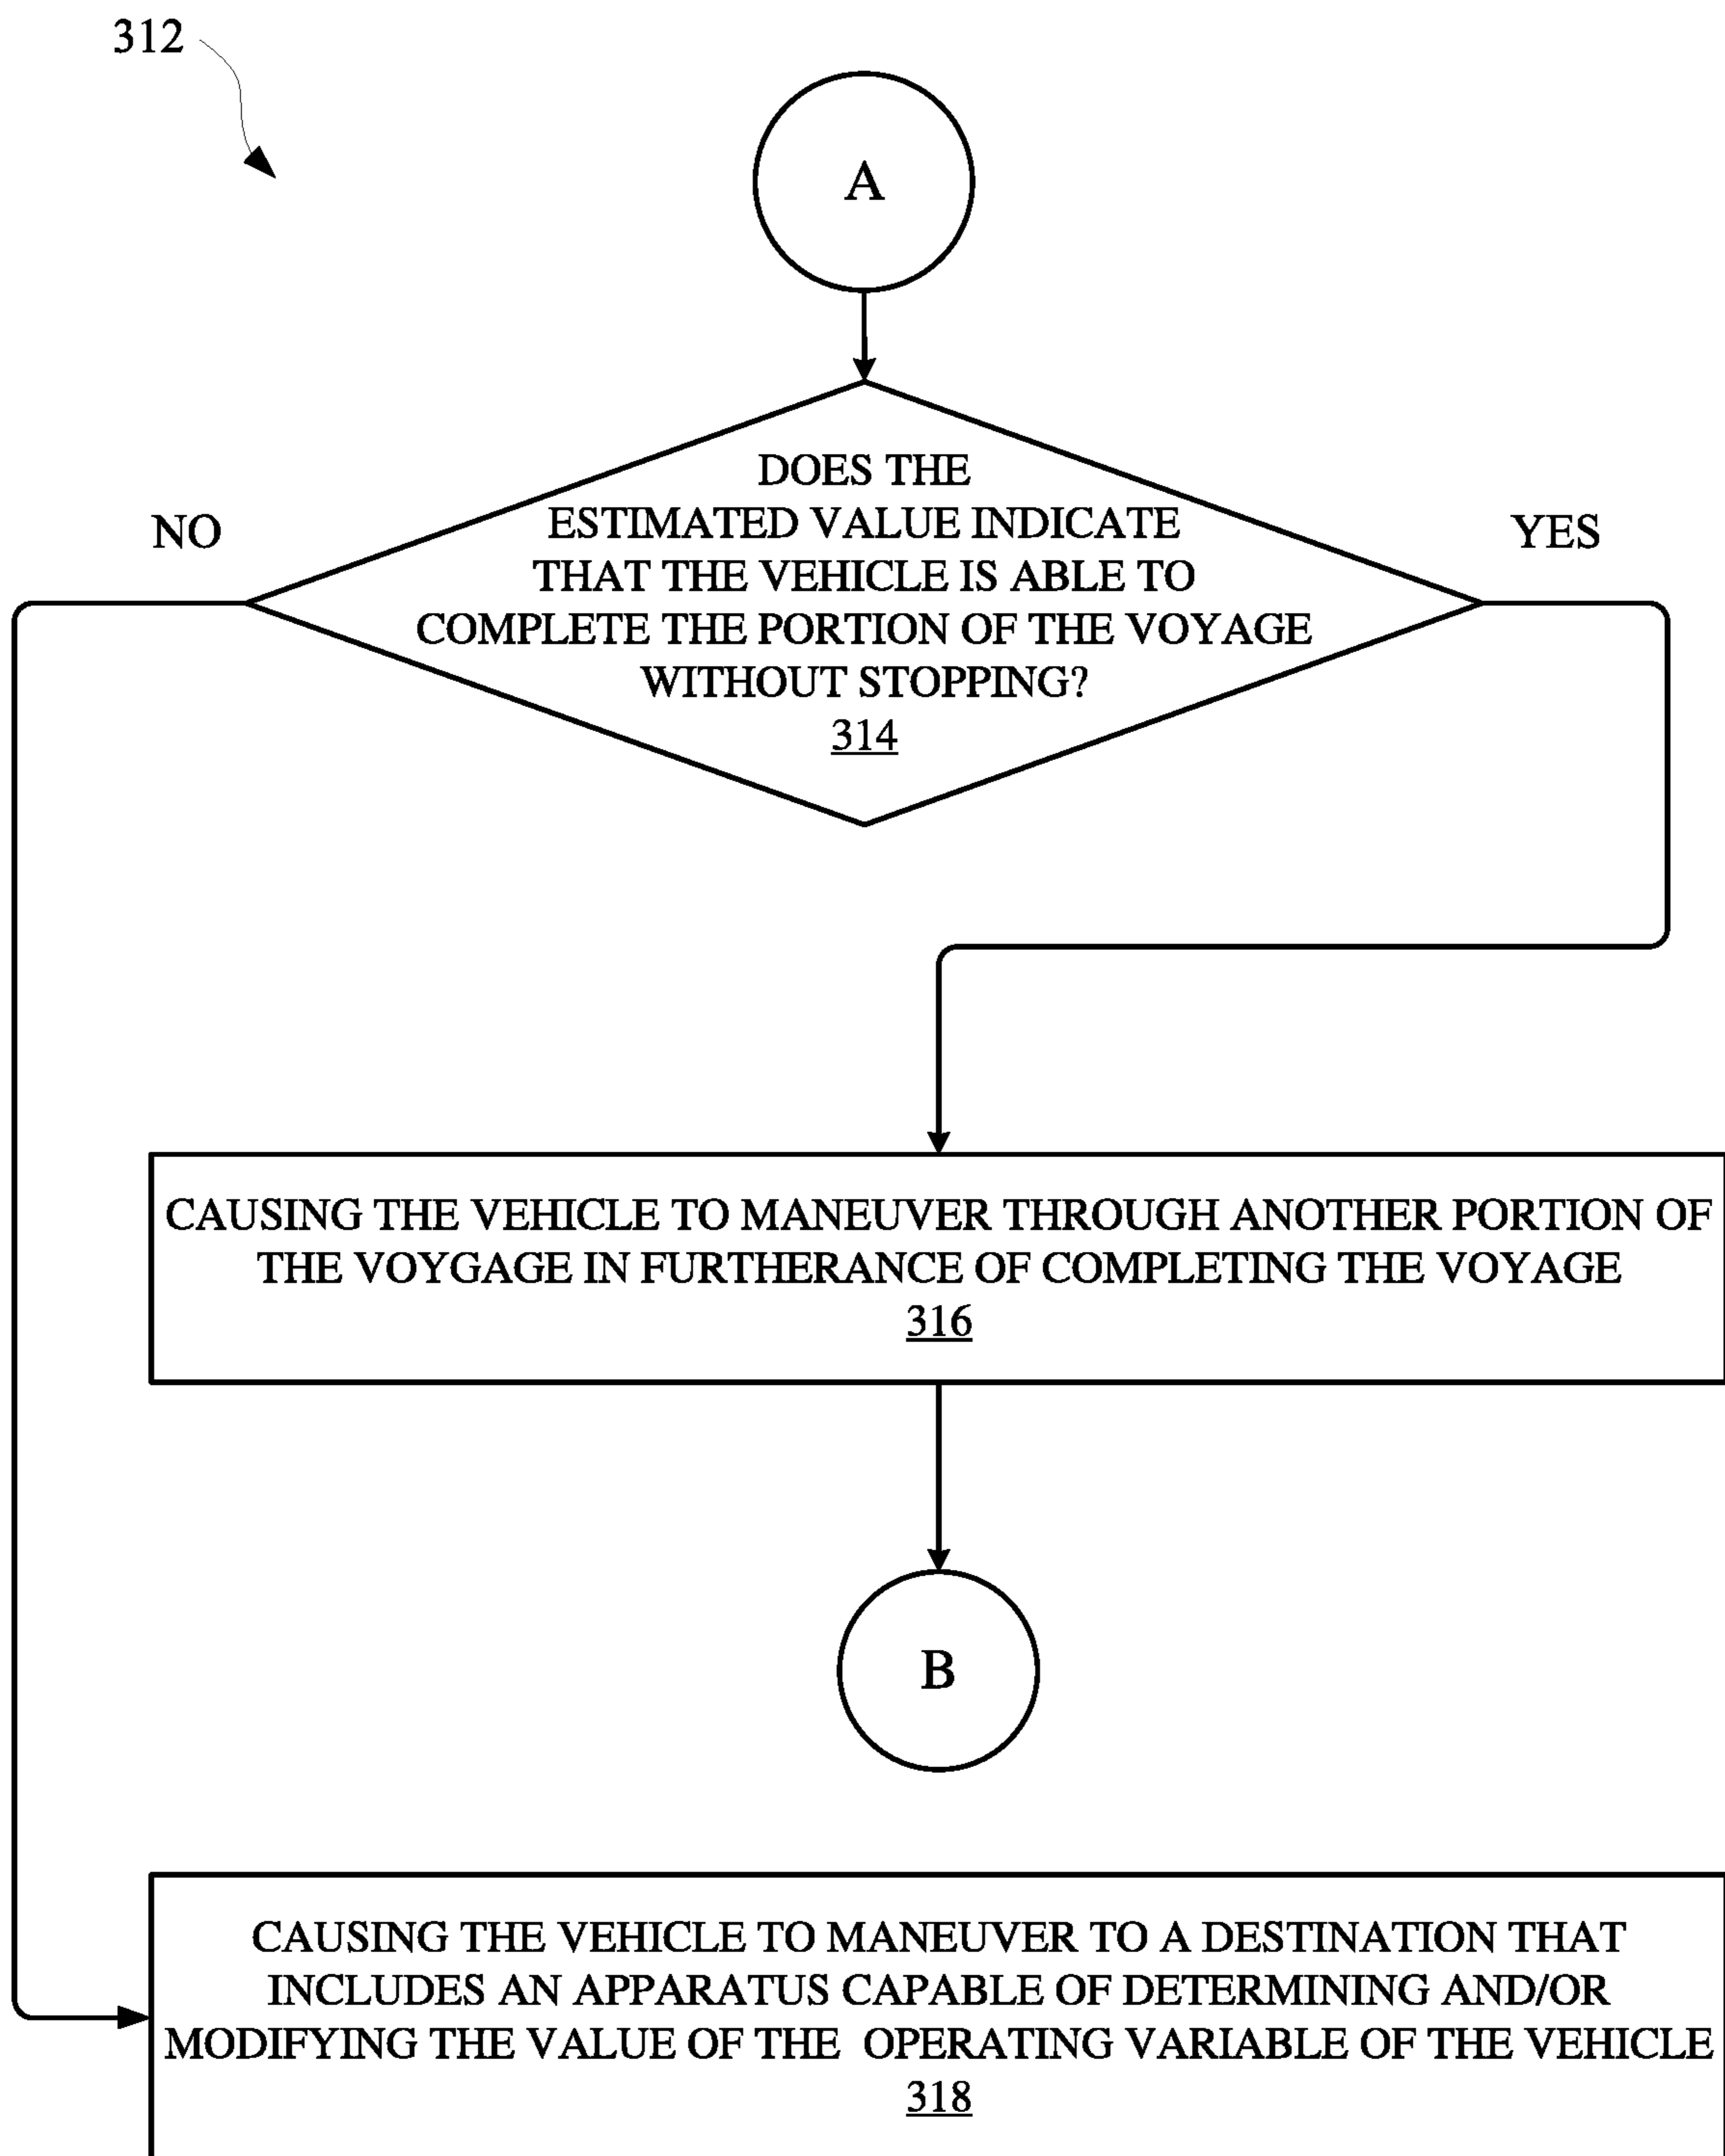 312
A
DOES THE
ESTIMATED VALUE INDICATE
THAT THE VEHICLE IS ABLE TO
COMPLETE THE PORTION OF THE VOYAGE
WITHOUT STOPPING?
314
NO
YES
CAUSING THE VEHICLE TO MANEUVER THROUGH ANOTHER PORTION OF
THE VOYGAGE IN FURTHERANCE OF COMPLETING THE VOYAGE
316
B
CAUSING THE VEHICLE TO MANEUVER TO A DESTINATION THAT
INCLUDES AN APPARATUS CAPABLE OF DETERMINING AND/OR
MODIFYING THE VALUE OF THE OPERATING VARIABLE OF THE VEHICLE
318